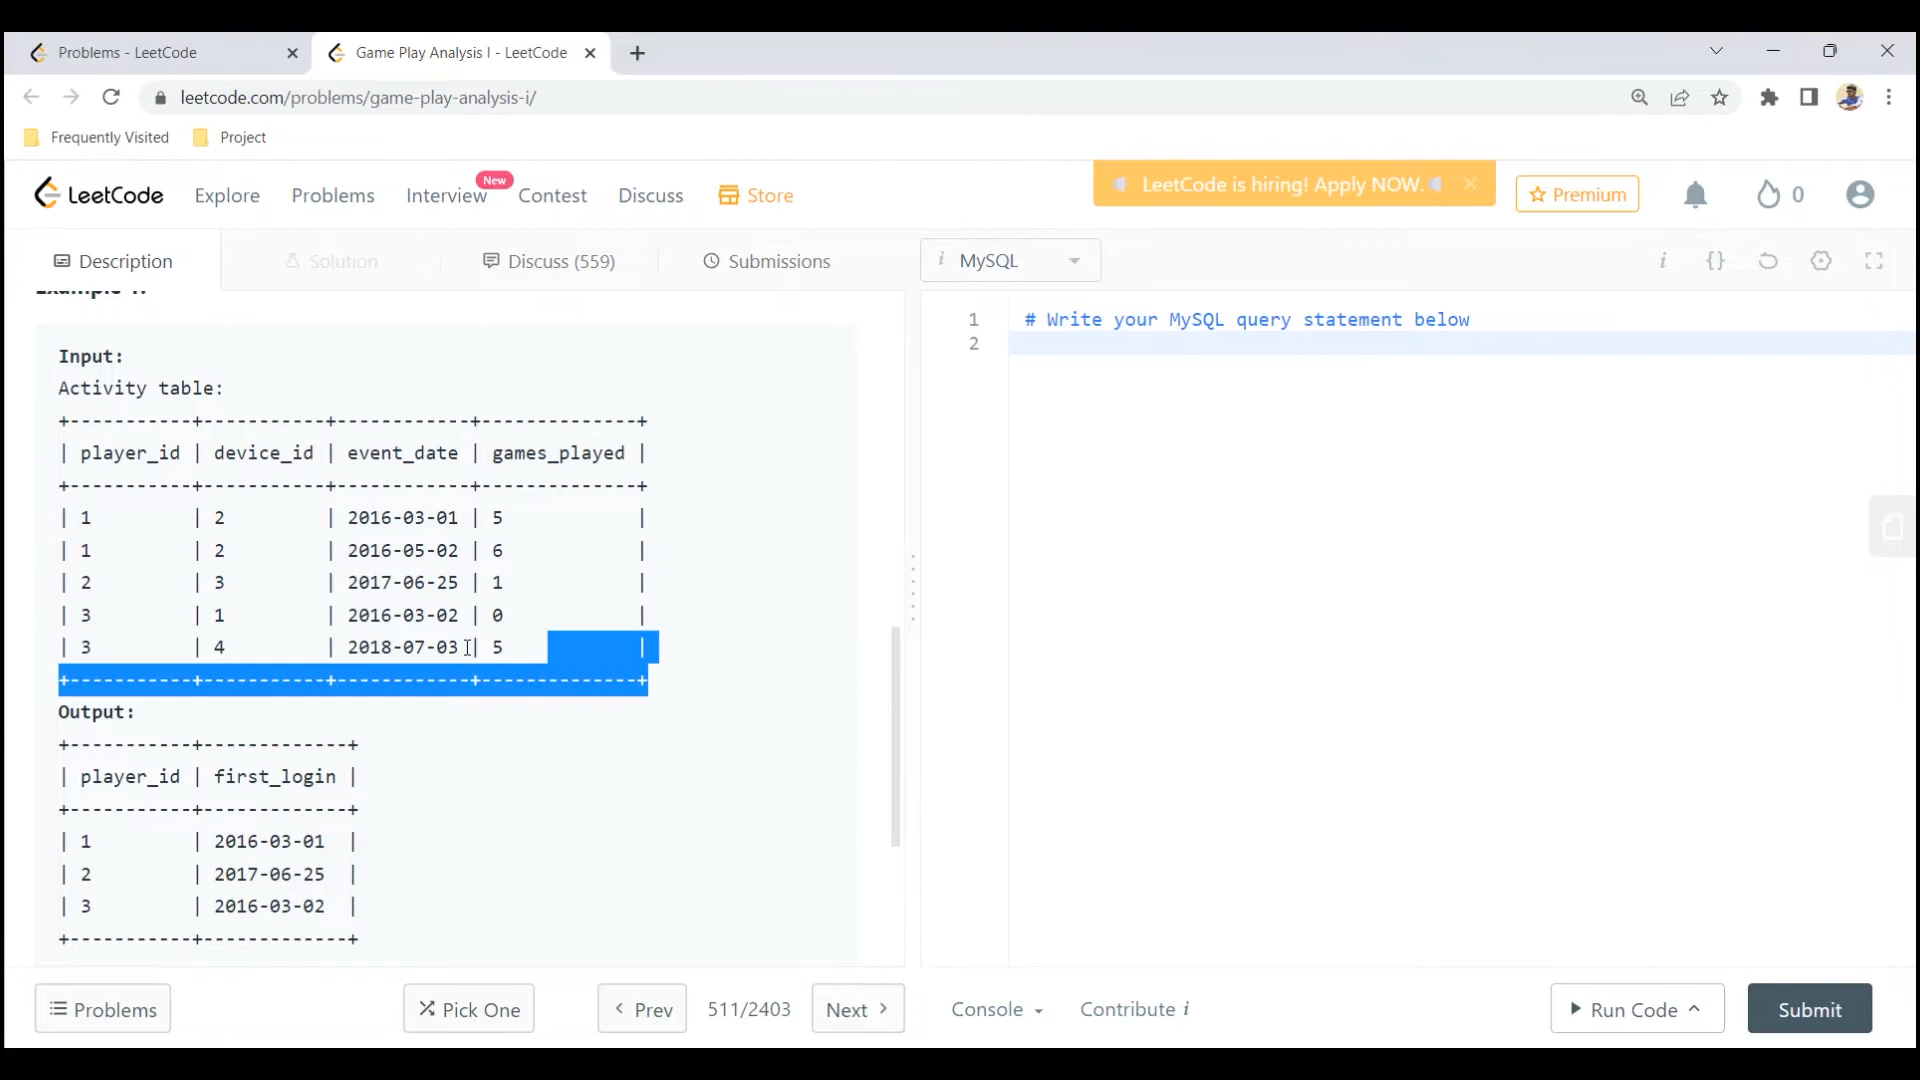 Problems - LeetCode
Game Play Analysis I - LeetCode
leetcode.com/problems/game-play-analysis-i/
Frequently Visited
Project
LeetCode
Explore
Problems
Interview
New
Contest
Discuss
Store
LeetCode is hiring! Apply NOW.
Premium
0
Description
Solution
Discuss (559)
Submissions
i MySQL
i {}
Example 1:
Input:
Activity table:
+-----------+-----------+------------+--------------+
| player_id | device_id | event_date | games_played |
+-----------+-----------+------------+--------------+
| 1         | 2         | 2016-03-01 | 5            |
| 1         | 2         | 2016-05-02 | 6            |
| 2         | 3         | 2017-06-25 | 1            |
| 3         | 1         | 2016-03-02 | 0            |
| 3         | 4         | 2018-07-03 | 5            |
+-----------+-----------+------------+--------------+
Output:
+-----------+-------------+
| player_id | first_login |
+-----------+-------------+
| 1         | 2016-03-01  |
| 2         | 2017-06-25  |
| 3         | 2016-03-02  |
+-----------+-------------+
1 # Write your MySQL query statement below
2
Problems
Pick One
Prev
511/2403
Next
Console
Contribute i
Run Code
Submit